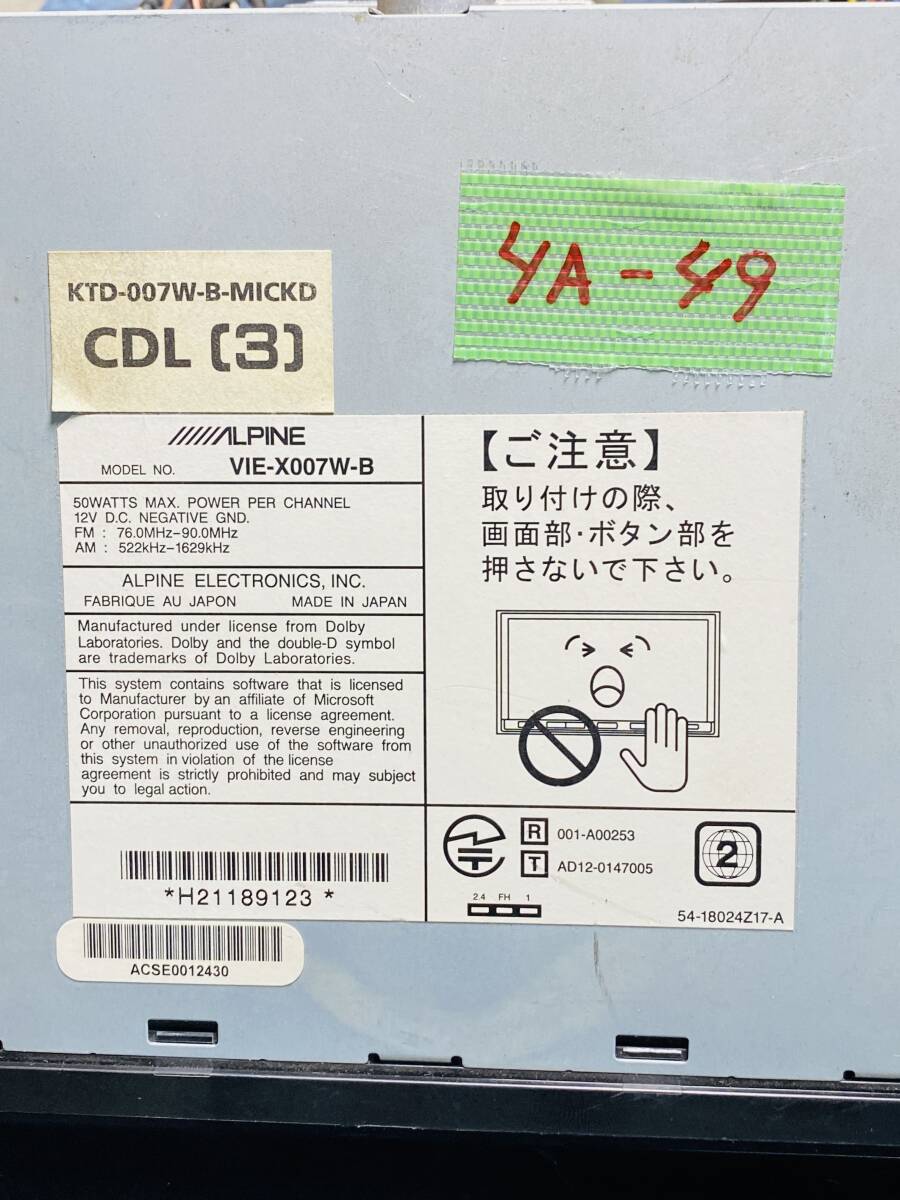 4A-49
KTD-007W-B-MICKD
CDL (3)
ALPINE
MODEL NO. VIE-X007W-B
50WATTS MAX. POWER PER CHANNEL
12V D.C. NEGATIVE GND.
FM : 76.0MHz–90.0MHz
AM : 522kHz–1629kHz
ALPINE ELECTRONICS, INC.
FABRIQUE AU JAPON MADE IN JAPAN
Manufactured under license from Dolby
Laboratories. Dolby and the double-D symbol
are trademarks of Dolby Laboratories.
This system contains software that is licensed
to Manufacturer by an affiliate of Microsoft
Corporation pursuant to a license agreement.
Any removal, reproduction, reverse engineering
or other unauthorized use of the software from
this system in violation of the license
agreement is strictly prohibited and may subject
you to legal action.
*H21189123 *
ACSE0012430
【ご注意】
取り付けの際、
画面部・ボタン部を
押さないで下さい。
R 001-A00253
T AD12-0147005
2
2.4 FH 1
54-18024Z17-A